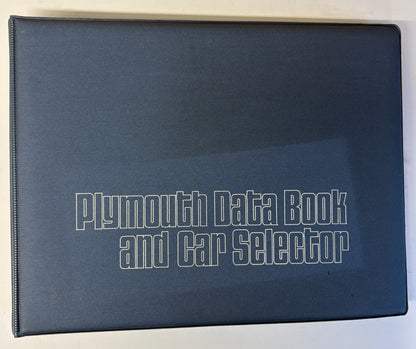 Plymouth Data Book
and Car Selector